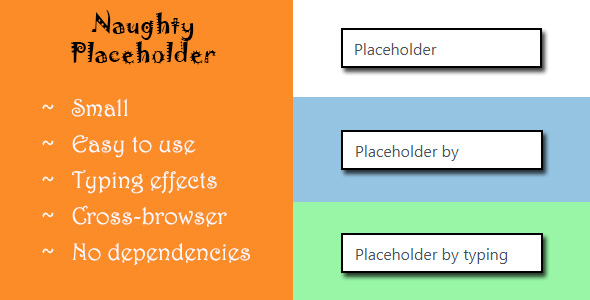 Naughty
Placeholder
~ Small
~ Easy to use
~ Typing effects
~ Cross-browser
~ No dependencies
Placeholder
Placeholder by
Placeholder by typing